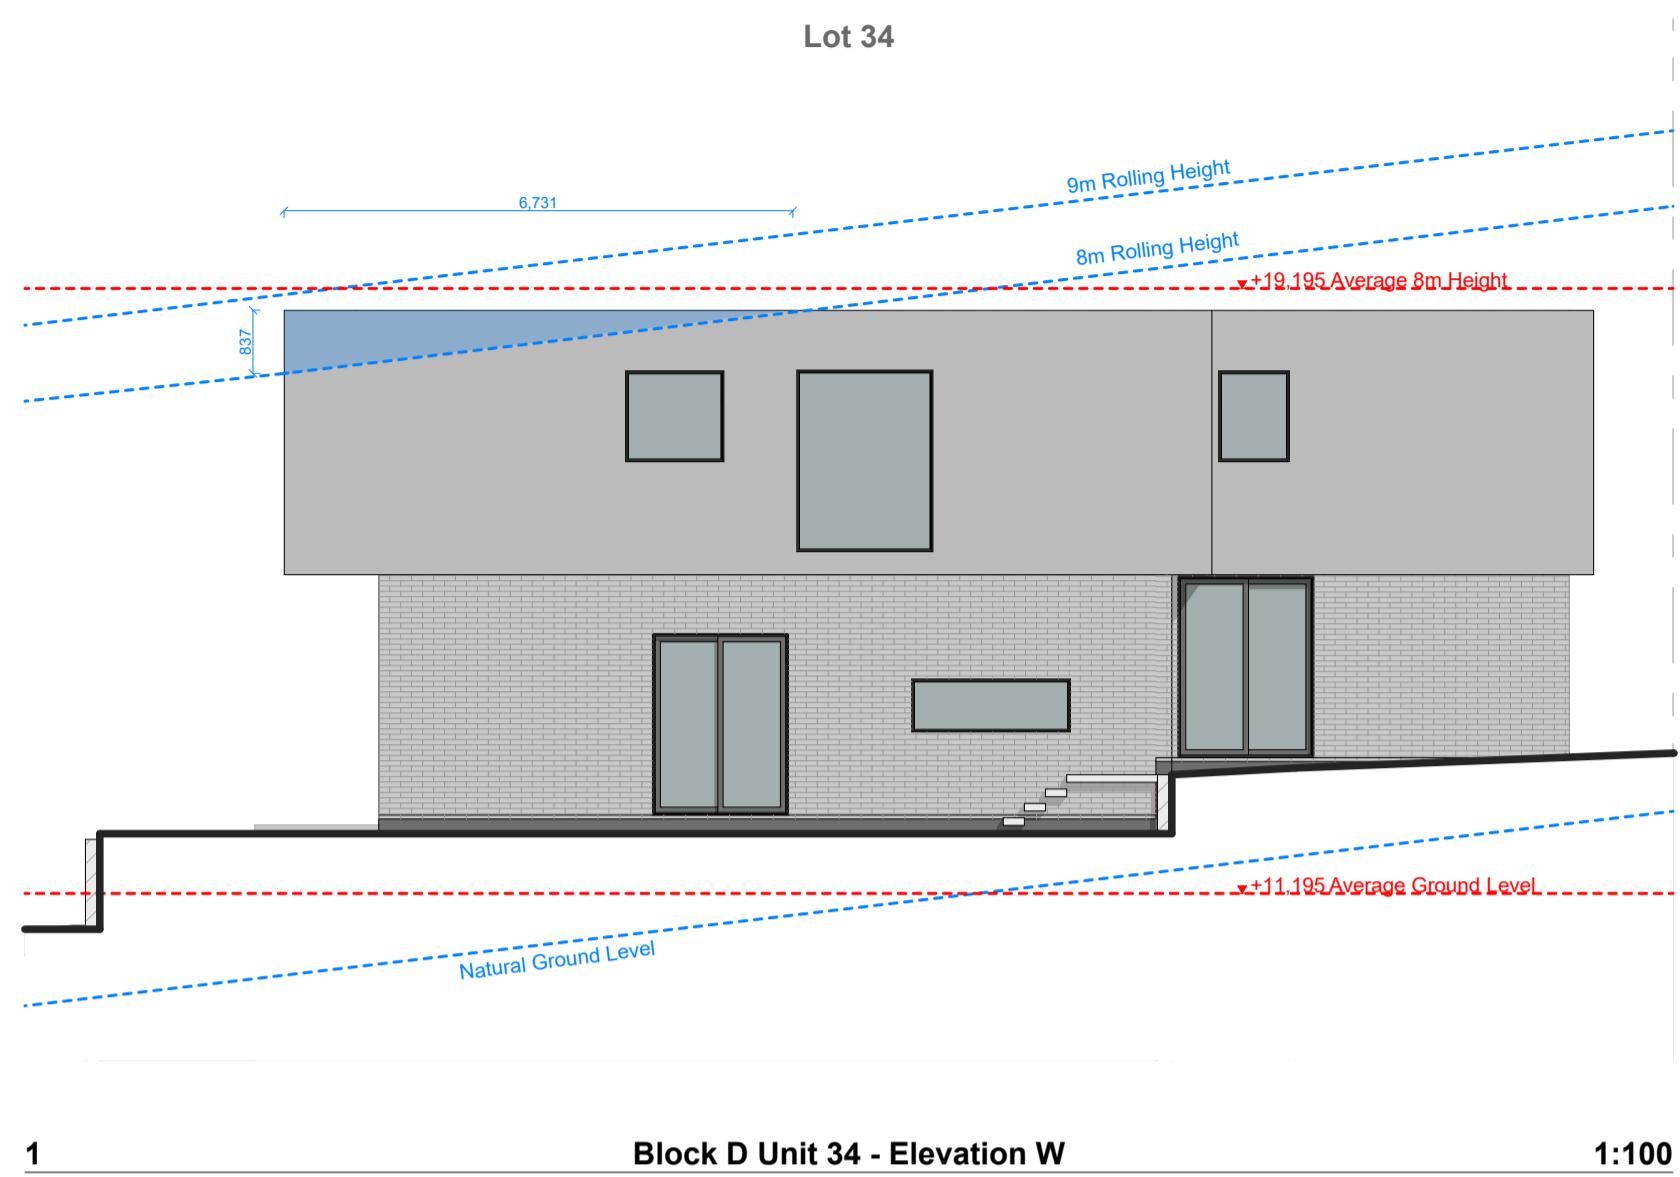 Lot 34
9m Rolling Height
6,731
8m Rolling Height
+19,195 Average 8m Height
837
+11,195 Average Ground Level
Natural Ground Level
1
Block D Unit 34 - Elevation W
1:100